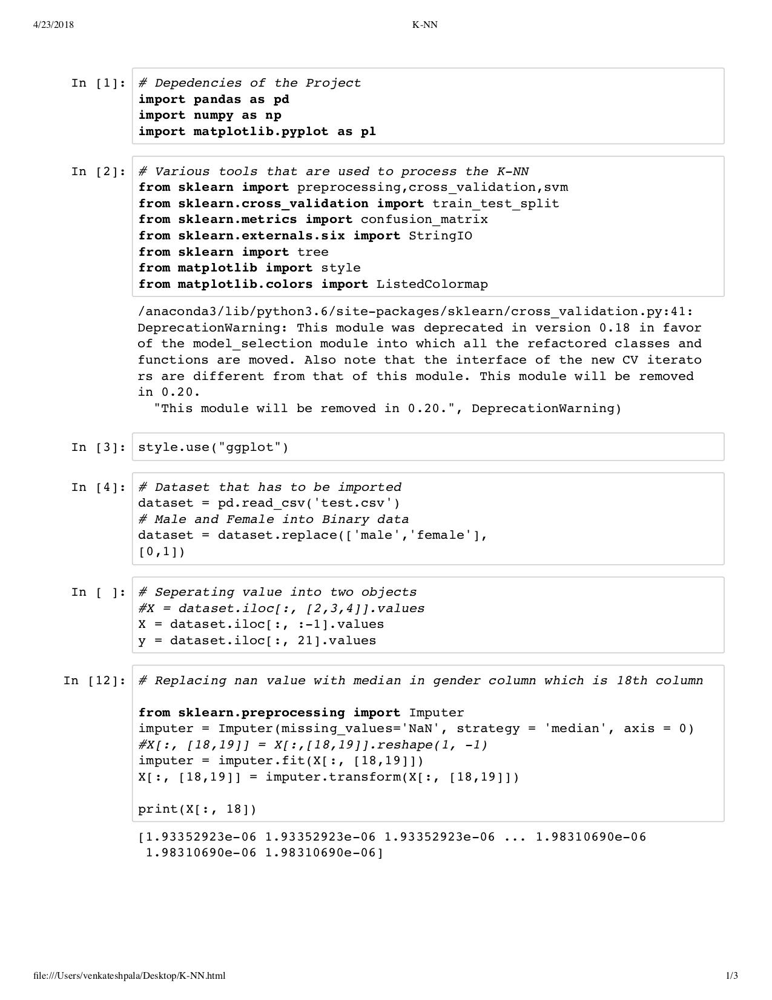 4/23/2018 K-NN
In [1]: # Depedencies of the Project
import pandas as pd
import numpy as np
import matplotlib.pyplot as pl
In [2]: # Various tools that are used to process the K-NN
from sklearn import preprocessing,cross_validation,svm
from sklearn.cross_validation import train_test_split
from sklearn.metrics import confusion_matrix
from sklearn.externals.six import StringIO
from sklearn import tree
from matplotlib import style
from matplotlib.colors import ListedColormap
/anaconda3/lib/python3.6/site-packages/sklearn/cross_validation.py:41:
DeprecationWarning: This module was deprecated in version 0.18 in favor
of the model_selection module into which all the refactored classes and
functions are moved. Also note that the interface of the new CV iterato
rs are different from that of this module. This module will be removed
in 0.20.
"This module will be removed in 0.20.", DeprecationWarning)
In [3]: style.use("ggplot")
In [4]: # Dataset that has to be imported
dataset = pd.read_csv('test.csv')
# Male and Female into Binary data
dataset = dataset.replace(['male','female'],
[0,1])
In [ ]: # Seperating value into two objects
#X = dataset.iloc[:, [2,3,4]].values
X = dataset.iloc[:, :-1].values
y = dataset.iloc[:, 21].values
In [12]: # Replacing nan value with median in gender column which is 18th column
from sklearn.preprocessing import Imputer
imputer = Imputer(missing_values='NaN', strategy = 'median', axis = 0)
#X[:, [18,19]] = X[:,[18,19]].reshape(1, -1)
imputer = imputer.fit(X[:, [18,19]])
X[:, [18,19]] = imputer.transform(X[:, [18,19]])
print(X[:, 18])
[1.93352923e-06 1.93352923e-06 1.93352923e-06 ... 1.98310690e-06
1.98310690e-06 1.98310690e-06]
file:///Users/venkateshpala/Desktop/K-NN.html 1/3